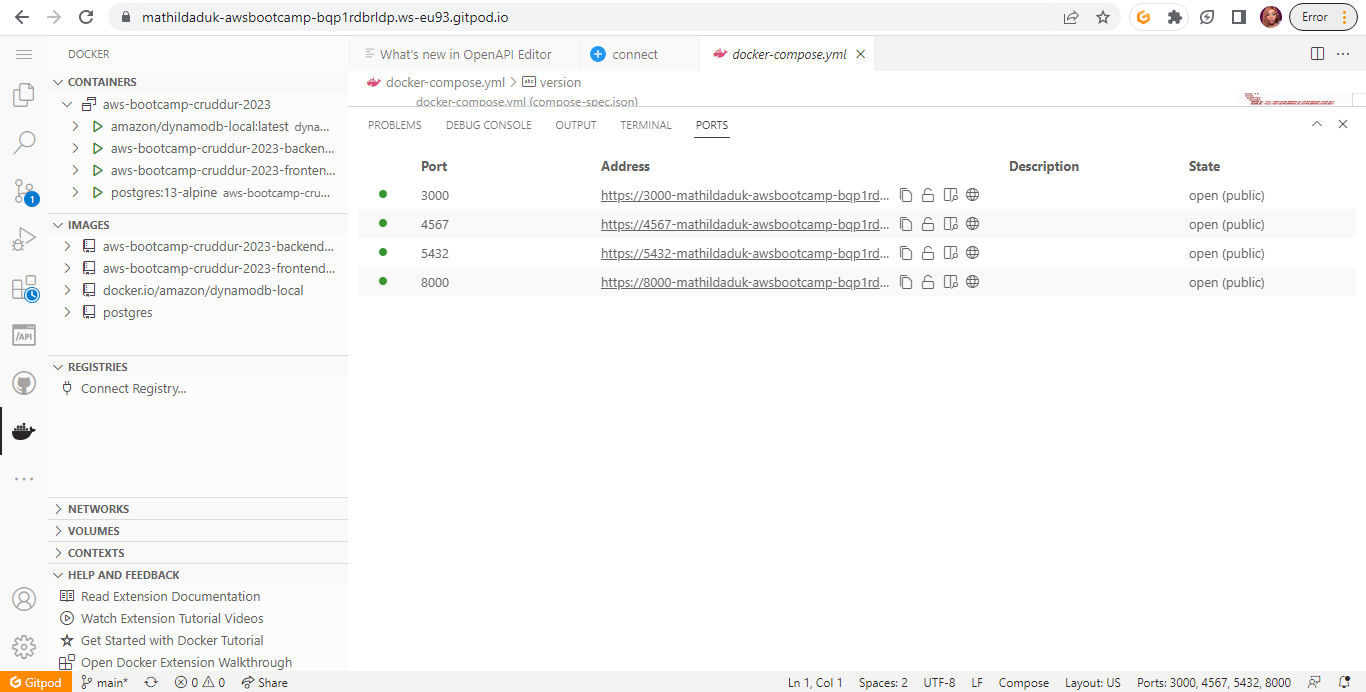 mathildaduk-awsbootcamp-bqp1rdbrldp.ws-eu93.gitpod.io
Error
DOCKER
What's new in OpenAPI Editor
connect
docker-compose.yml
CONTAINERS
docker-compose.yml > version
aws-bootcamp-cruddur-2023
docker-compose.yml (compose-spec.json)
amazon/dynamodb-local:latest dyna...
PROBLEMS DEBUG CONSOLE OUTPUT TERMINAL PORTS
aws-bootcamp-cruddur-2023-backen...
aws-bootcamp-cruddur-2023-fronten...
postgres:13-alpine aws-bootcamp-cru...
Port Address Description State
3000 https://3000-mathildaduk-awsbootcamp-bqp1rd... open (public)
4567 https://4567-mathildaduk-awsbootcamp-bqp1rd... open (public)
5432 https://5432-mathildaduk-awsbootcamp-bqp1rd... open (public)
8000 https://8000-mathildaduk-awsbootcamp-bqp1rd... open (public)
1
IMAGES
aws-bootcamp-cruddur-2023-backend...
aws-bootcamp-cruddur-2023-frontend...
docker.io/amazon/dynamodb-local
postgres
/API
REGISTRIES
Connect Registry...
NETWORKS
VOLUMES
CONTEXTS
HELP AND FEEDBACK
Read Extension Documentation
Watch Extension Tutorial Videos
Get Started with Docker Tutorial
Open Docker Extension Walkthrough
Gitpod main* 0 0 Share Ln 1, Col 1 Spaces: 2 UTF-8 LF Compose Layout: US Ports: 3000, 4567, 5432, 8000